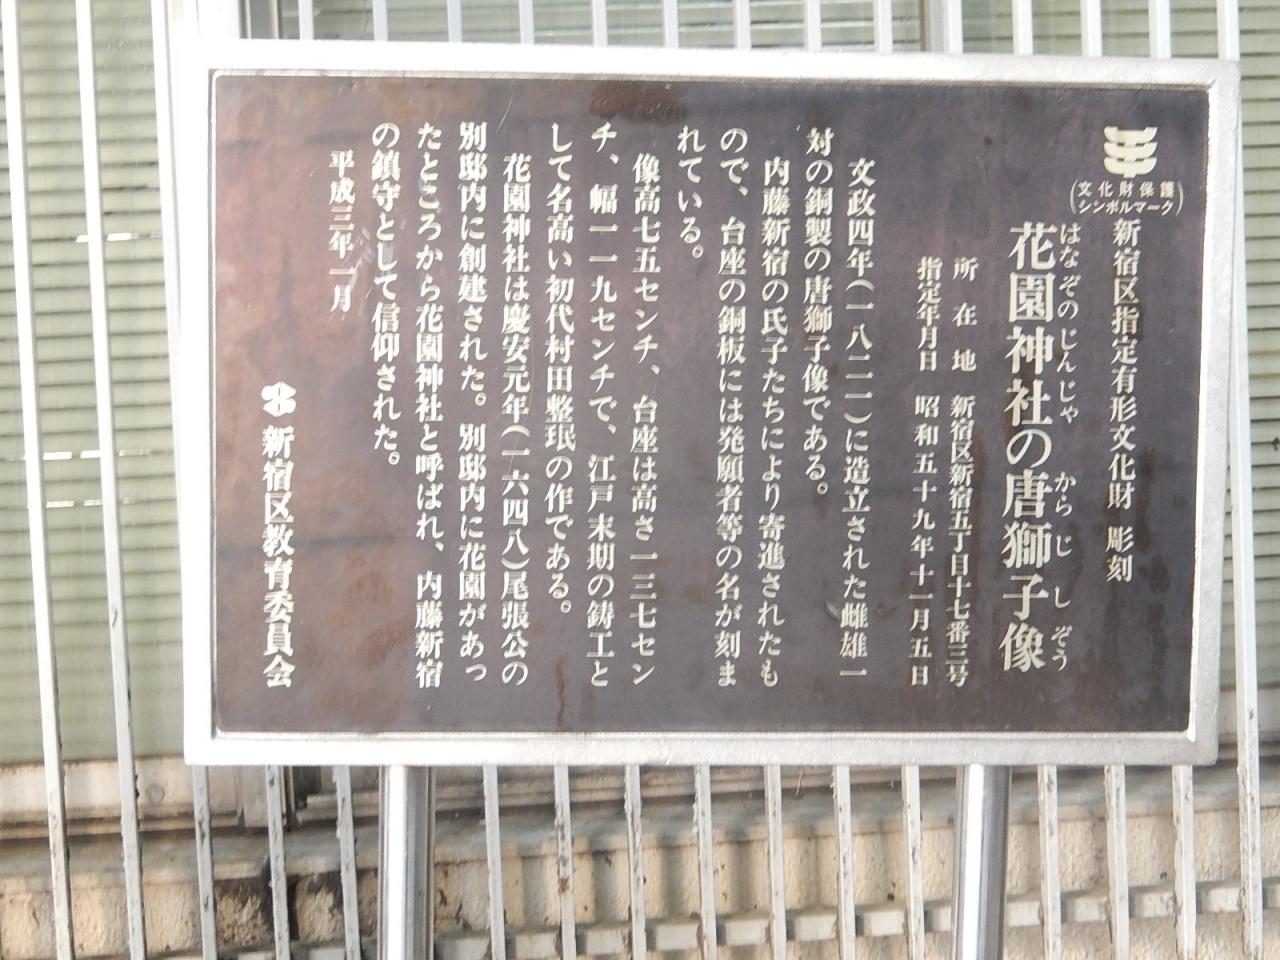 文化財保護
シンボルマーク
新宿区指定有形文化財 彫刻
はなぞのじんじゃ からじしぞう
花園神社の唐獅子像
所在地 新宿区新宿五丁目十七番三号
指定年月日 昭和五十九年十一月五日
文政四年(一八二一)に造立された雌雄一
対の銅製の唐獅子像である。
内藤新宿の氏子たちにより寄進されたも
ので、台座の銅板には発願者等の名が刻ま
れている。
像高七五センチ、台座は高さ一三七セン
チ、幅一一九センチで、江戸末期の鋳工と
して名高い初代村田整珉の作である。
花園神社は慶安元年(一六四八)尾張公の
別邸内に創建された。別邸内に花園があっ
たところから花園神社と呼ばれ、内藤新宿
の鎮守として信仰された。
平成三年一月
新宿区教育委員会